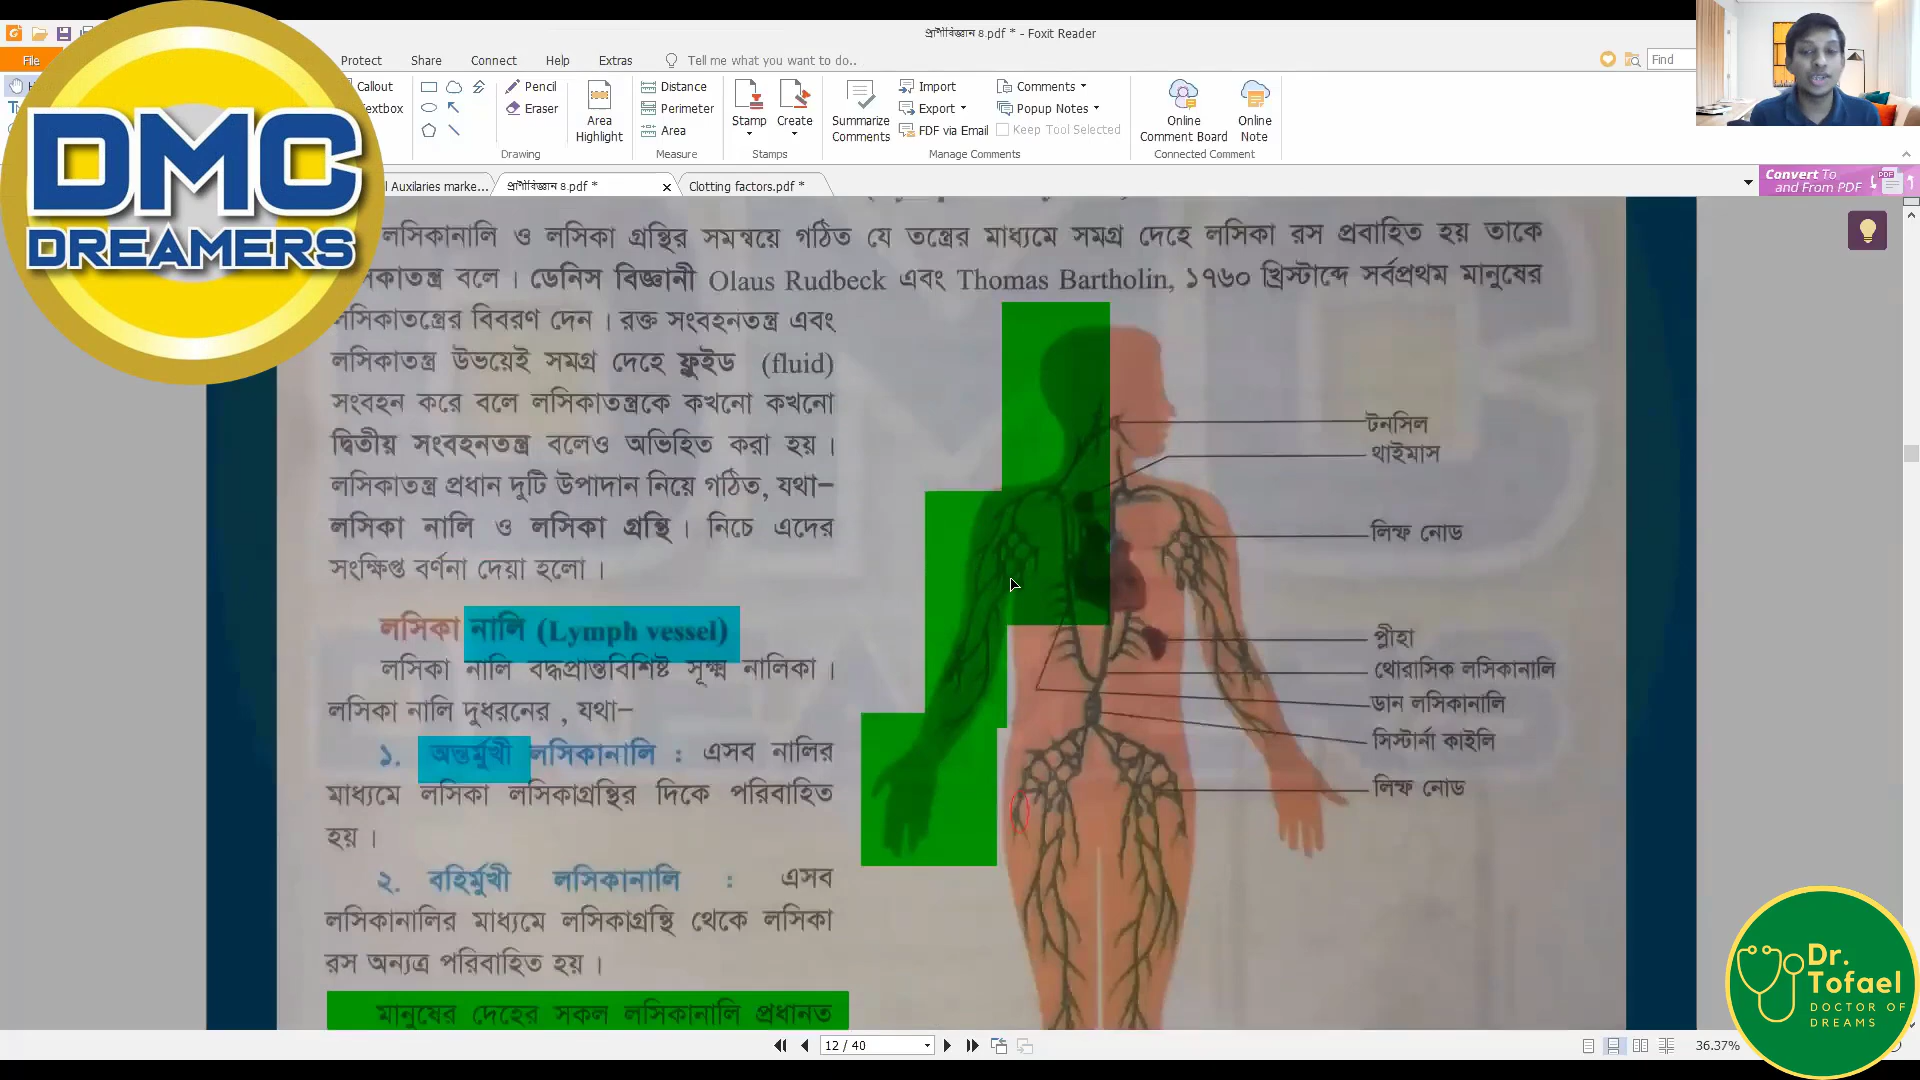 প্রাণীবিজ্ঞান ৪.pdf * - Foxit Reader
File
Protect
Share
Connect
Help
Extras
Tell me what you want to do..
Find
Callout
Textbox
Pencil
Eraser
Area Highlight
Distance
Perimeter
Area
Stamp
Create
Summarize Comments
Import
Export
FDF via Email
Comments
Popup Notes
Keep Tool Selected
Online Comment Board
Online Note
Drawing
Measure
Stamps
Manage Comments
Connected Comment
l Auxilaries marke...
প্রাণীবিজ্ঞান ৪.pdf *
Clotting factors.pdf *
Convert To
and From PDF
PDF
DMC
DREAMERS
লসিকানালি ও লসিকা গ্রন্থির সমন্বয়ে গঠিত যে তন্ত্রের মাধ্যমে সমগ্র দেহে লসিকা রস প্রবাহিত হয় তাকে
কাতন্ত্র বলে। ডেনিস বিজ্ঞানী Olaus Rudbeck এবং Thomas Bartholin, ১৭৬০ খ্রিস্টাব্দে সর্বপ্রথম মানুষের
লসিকাতন্ত্রের বিবরণ দেন। রক্ত সংবহনতন্ত্র এবং
লসিকাতন্ত্র উভয়েই সমগ্র দেহে ফ্লুইড (fluid)
সংবহন করে বলে লসিকাতন্ত্রকে কখনো কখনো
দ্বিতীয় সংবহনতন্ত্র বলেও অভিহিত করা হয়।
লসিকাতন্ত্র প্রধান দুটি উপাদান নিয়ে গঠিত, যথা–
লসিকা নালি ও লসিকা গ্রন্থি। নিচে এদের
সংক্ষিপ্ত বর্ণনা দেয়া হলো।
লসিকা নালি (Lymph vessel)
লসিকা নালি বদ্ধপ্রান্তবিশিষ্ট সূক্ষ্ম নালিকা।
লসিকা নালি দুধরনের, যথা–
১. অন্তর্মুখী লসিকানালি : এসব নালির
মাধ্যমে লসিকা লসিকাগ্রন্থির দিকে পরিবাহিত
হয়।
২. বহির্মুখী লসিকানালি : এসব
লসিকানালির মাধ্যমে লসিকাগ্রন্থি থেকে লসিকা
রস অন্যত্র পরিবাহিত হয়।
মানুষের দেহের সকল লসিকানালি প্রধানত
টনসিল
থাইমাস
লিম্ফ নোড
প্লীহা
থোরাসিক লসিকানালি
ডান লসিকানালি
সিস্টার্না কাইলি
লিম্ফ নোড
Dr.
Tofael
DOCTOR OF
DREAMS
12 / 40
36.37%